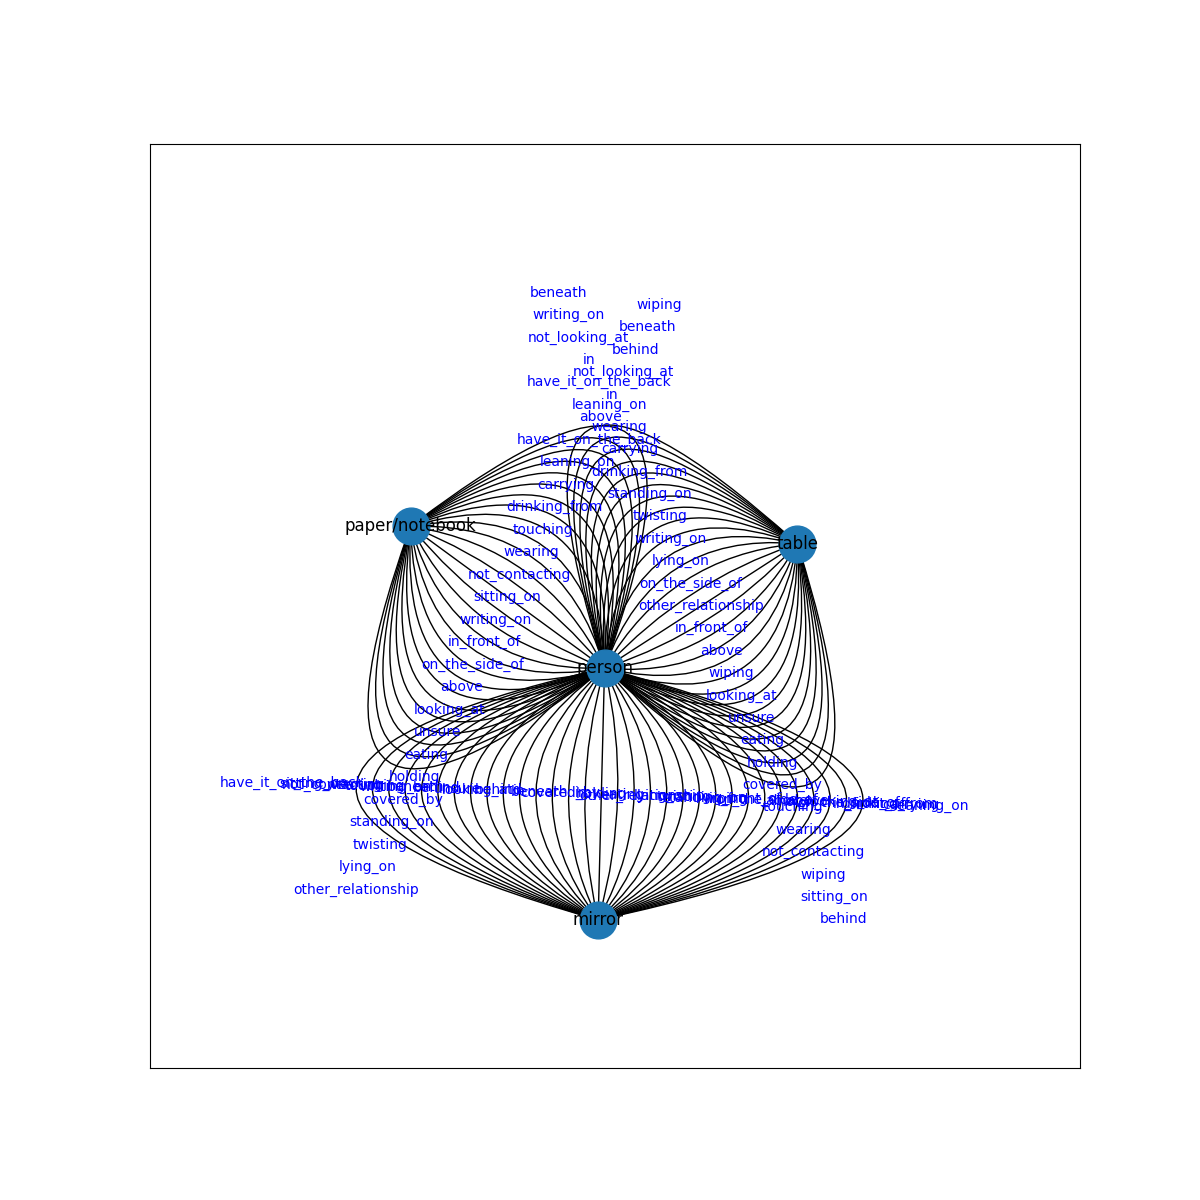 beneath
wiping
writing_on
beneath
not_looking_at
behind
in
not_looking_at
have_it_on_the_back
in
leaning_on
above
wearing
have_it_on_the_back
carrying
leaning_on
drinking_from
carrying
standing_on
drinking_from
twisting
paper/notebook
touching
writing_on
table
wearing
lying_on
not_contacting
on_the_side_of
sitting_on
other_relationship
writing_on
in_front_of
in_front_of
above
on_the_side_of
person
wiping
above
looking_at
looking_at
unsure
unsure
eating
eating
holding
holding
covered_by
have_it_on_the_back
covered_by
touching
standing_on
wearing
twisting
not_contacting
lying_on
wiping
other_relationship
sitting_on
behind
mirror